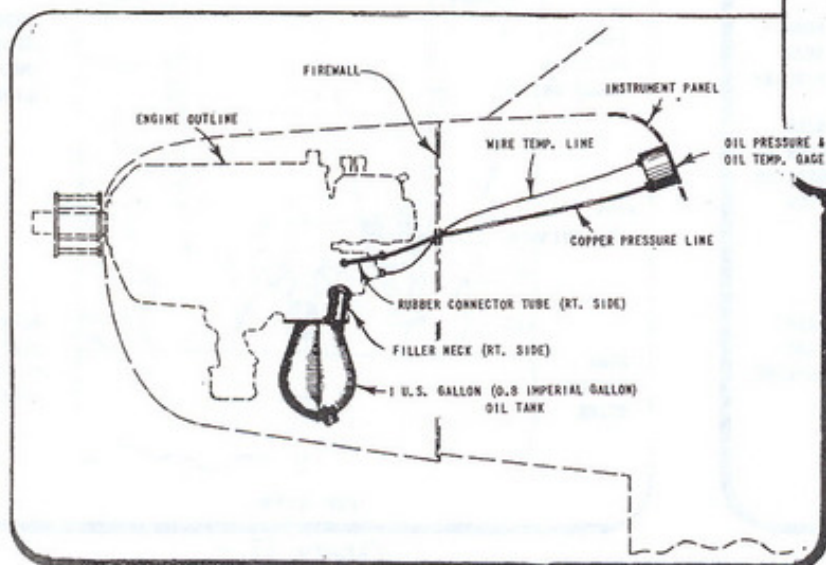 FIREWALL
INSTRUMENT PANEL
ENGINE OUTLINE
WIRE TEMP. LINE
OIL PRESSURE &
OIL TEMP. GAGE
COPPER PRESSURE LINE
RUBBER CONNECTOR TUBE (RT. SIDE)
FILLER NECK (RT. SIDE)
1 U.S. GALLON (0.8 IMPERIAL GALLON)
OIL TANK